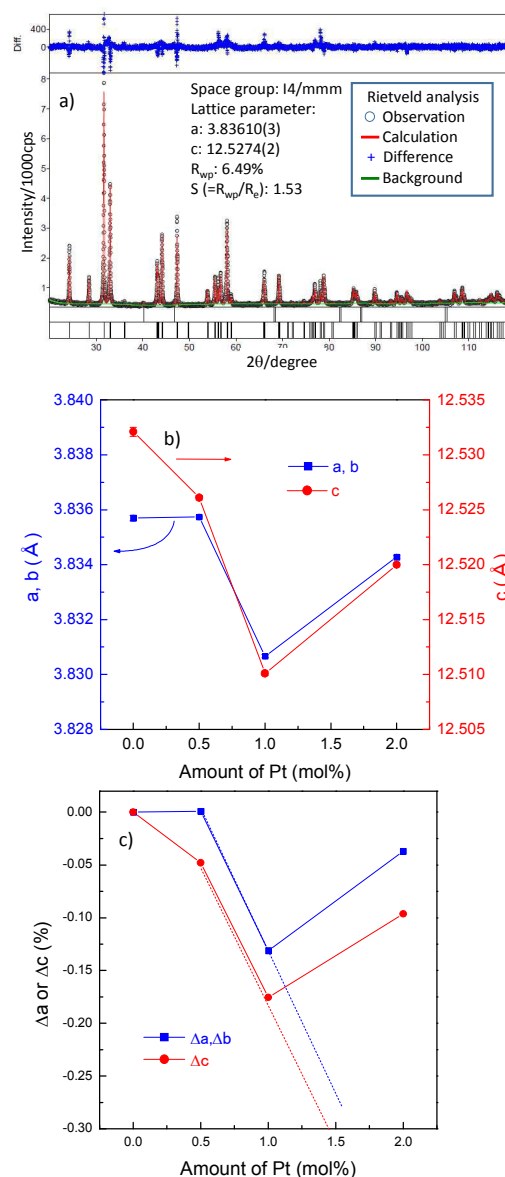 400
0
Diff.
8
7
6
5
4
3
2
1
Intensity/1000cps
a)
Space group: I4/mmm
Lattice parameter:
a: 3.83610(3)
c: 12.5274(2)
Rwp: 6.49%
S (=Rwp/Re): 1.53
Rietveld analysis
Observation
Calculation
Difference
Background
30 40 50 60 70 80 90 100 110
2θ/degree
3.840
3.838
3.836
3.834
3.832
3.830
3.828
a, b ( Å )
b)
a, b
c
12.535
12.530
12.525
12.520
12.515
12.510
12.505
c (Å)
0.0 0.5 1.0 1.5 2.0
Amount of Pt (mol%)
0.00
-0.05
-0.10
-0.15
-0.20
-0.25
-0.30
Δa or Δc (%)
c)
Δa,Δb
Δc
0.0 0.5 1.0 1.5 2.0
Amount of Pt (mol%)